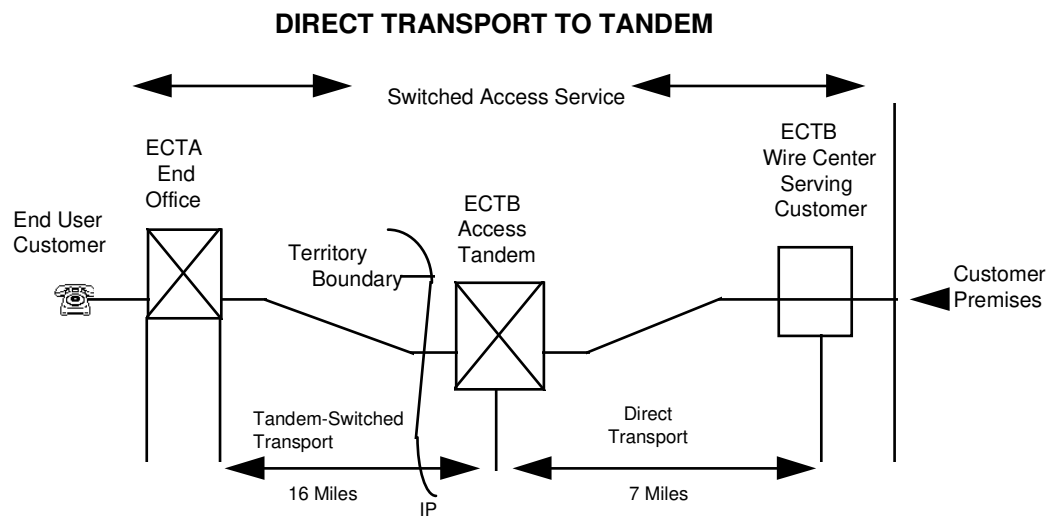 DIRECT TRANSPORT TO TANDEM
Switched Access Service
ECTA
End
Office
ECTB
Wire Center
Serving
Customer
ECTB
Access
Tandem
End User
Customer
Territory
Boundary
Customer
Premises
Tandem-Switched
Transport
Direct
Transport
16 Miles
7 Miles
IP